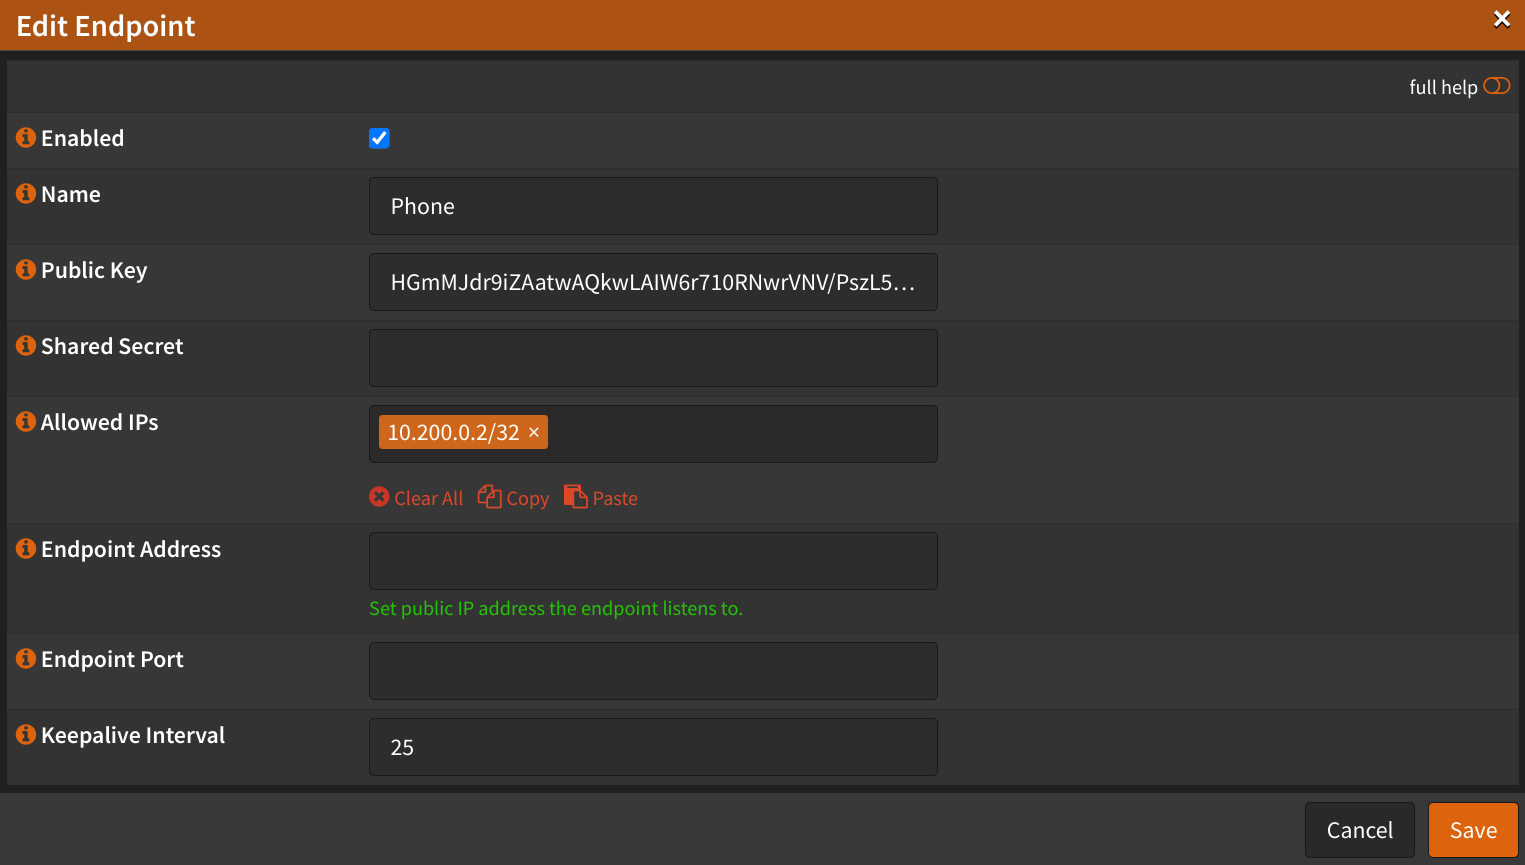 Edit Endpoint
full help
Enabled
Name
Phone
Public Key
HGmMJdr9iZAatwAQkwLAIW6r710RNwrVNV/PszL5...
Shared Secret
Allowed IPs
10.200.0.2/32 ×
Clear All Copy Paste
Endpoint Address
Set public IP address the endpoint listens to.
Endpoint Port
Keepalive Interval
25
Cancel Save